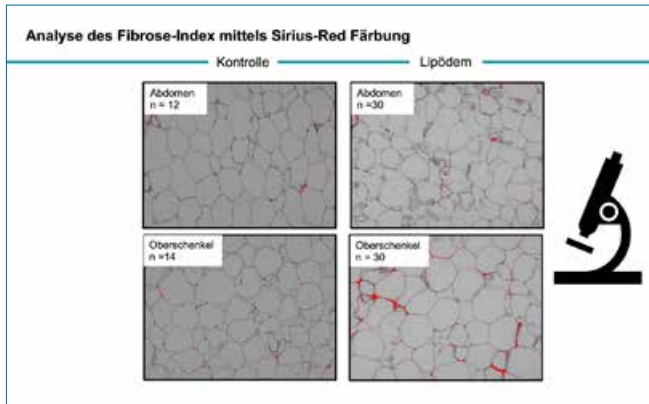 Analyse des Fibrose-Index mittels Sirius-Red Färbung
Kontrolle
Lipödem
Abdomen
n = 12
Abdomen
n =30
Oberschenkel
n =14
Oberschenkel
n = 30